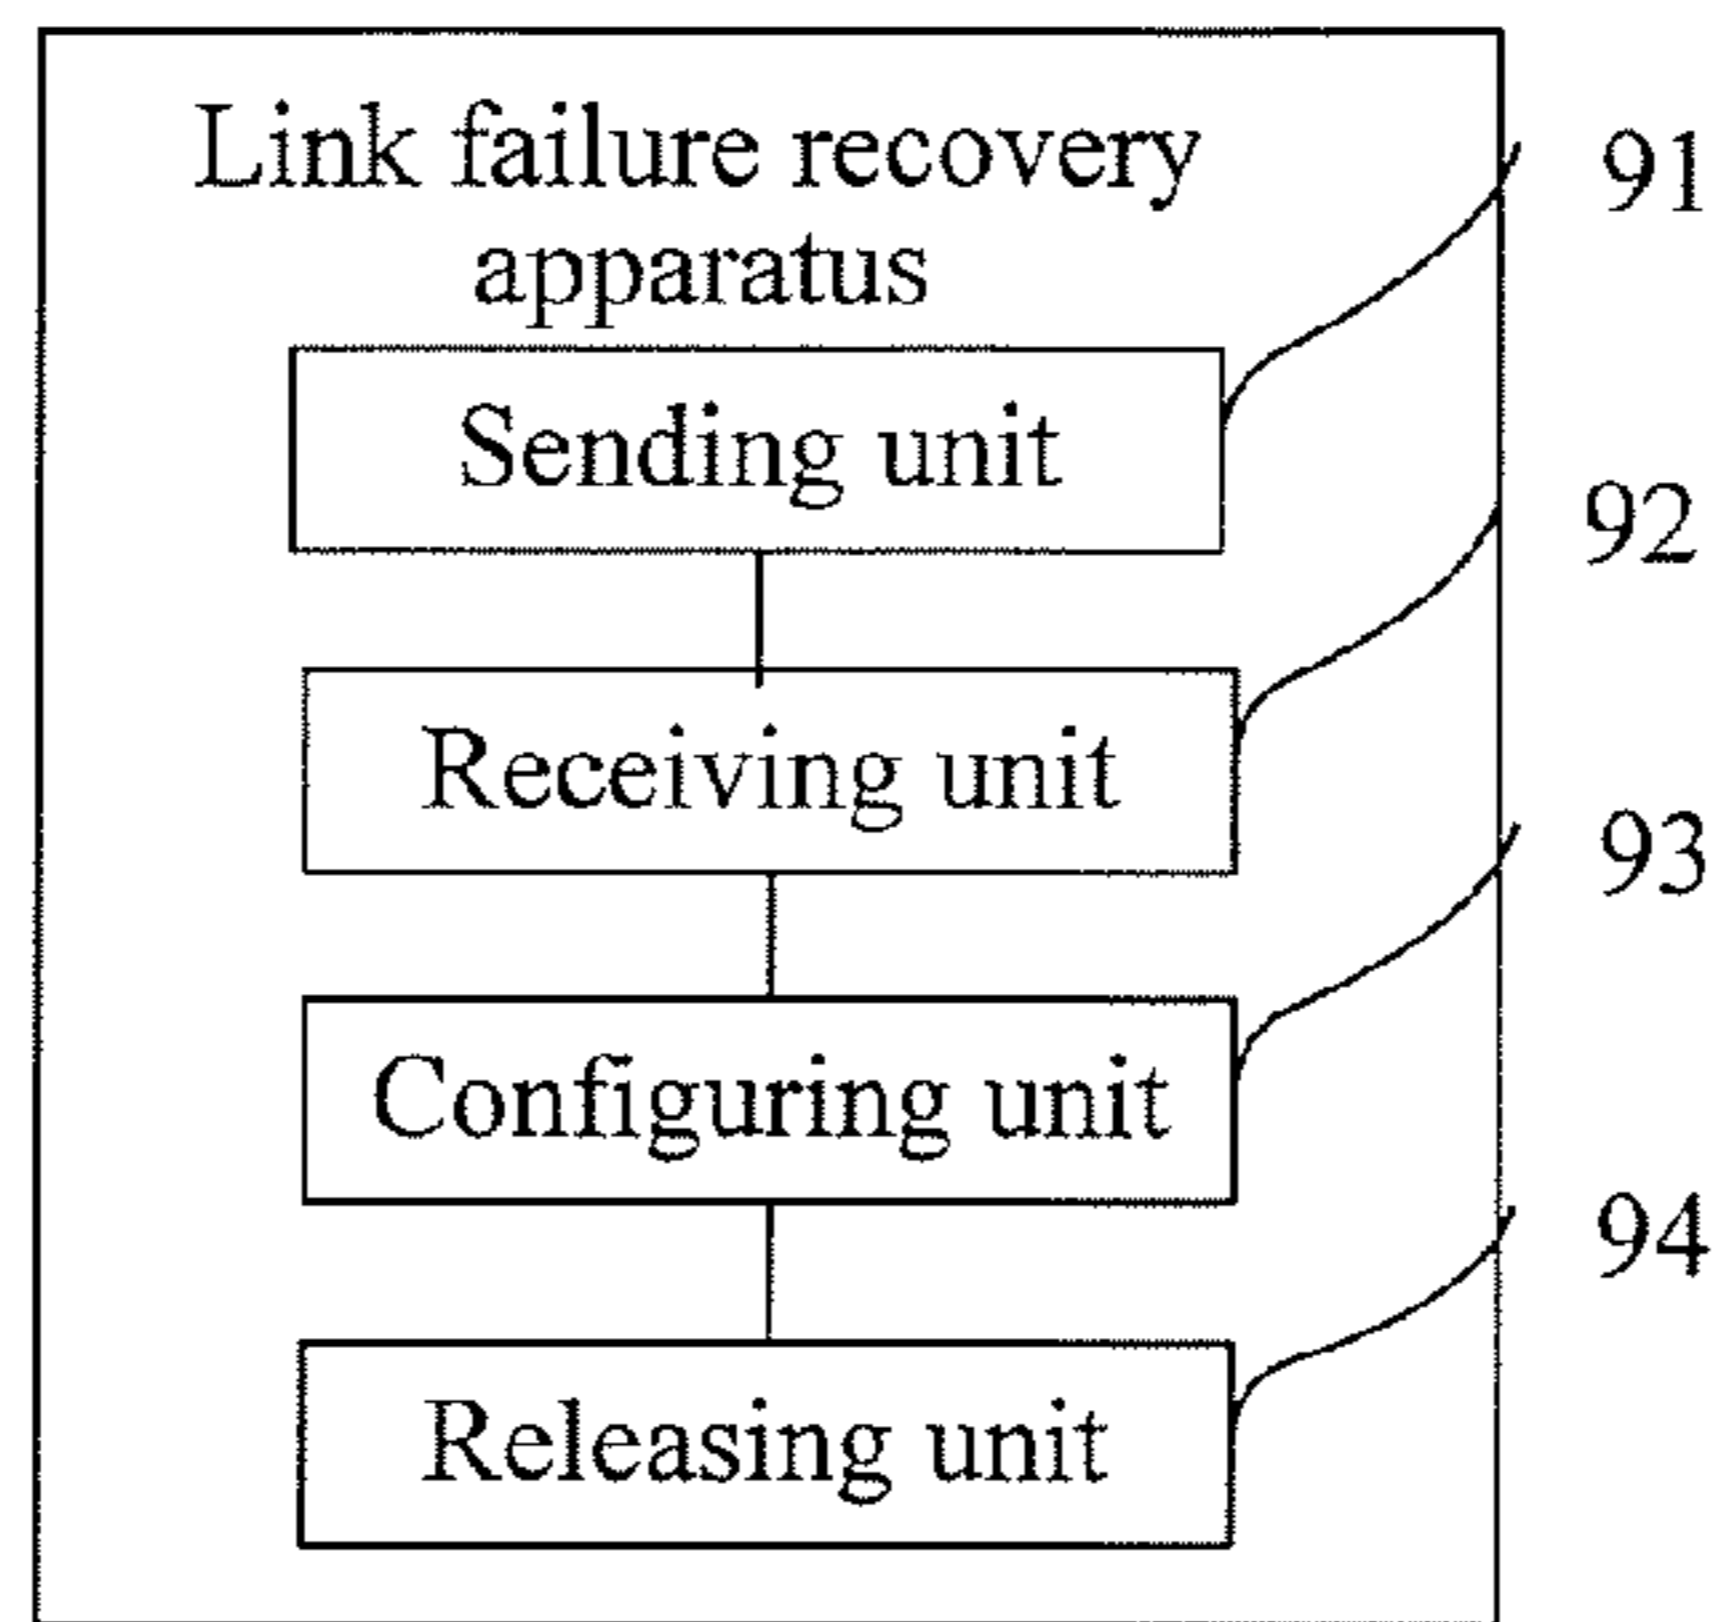 Link failure recovery
apparatus
91
Sending unit
92
Receiving unit
93
Configuring unit
94
Releasing unit